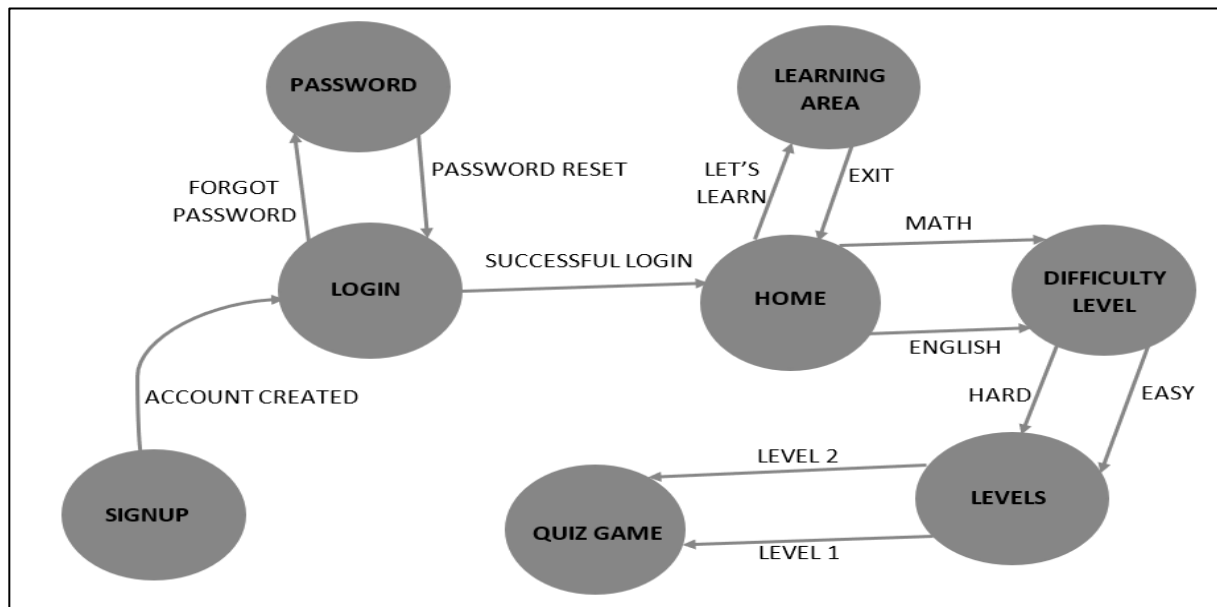 PASSWORD
LEARNING
AREA
FORGOT
PASSWORD
PASSWORD RESET
LET'S
LEARN
EXIT
MATH
LOGIN
SUCCESSFUL LOGIN
HOME
DIFFICULTY
LEVEL
ENGLISH
ACCOUNT CREATED
HARD
EASY
LEVEL 2
LEVELS
SIGNUP
QUIZ GAME
LEVEL 1